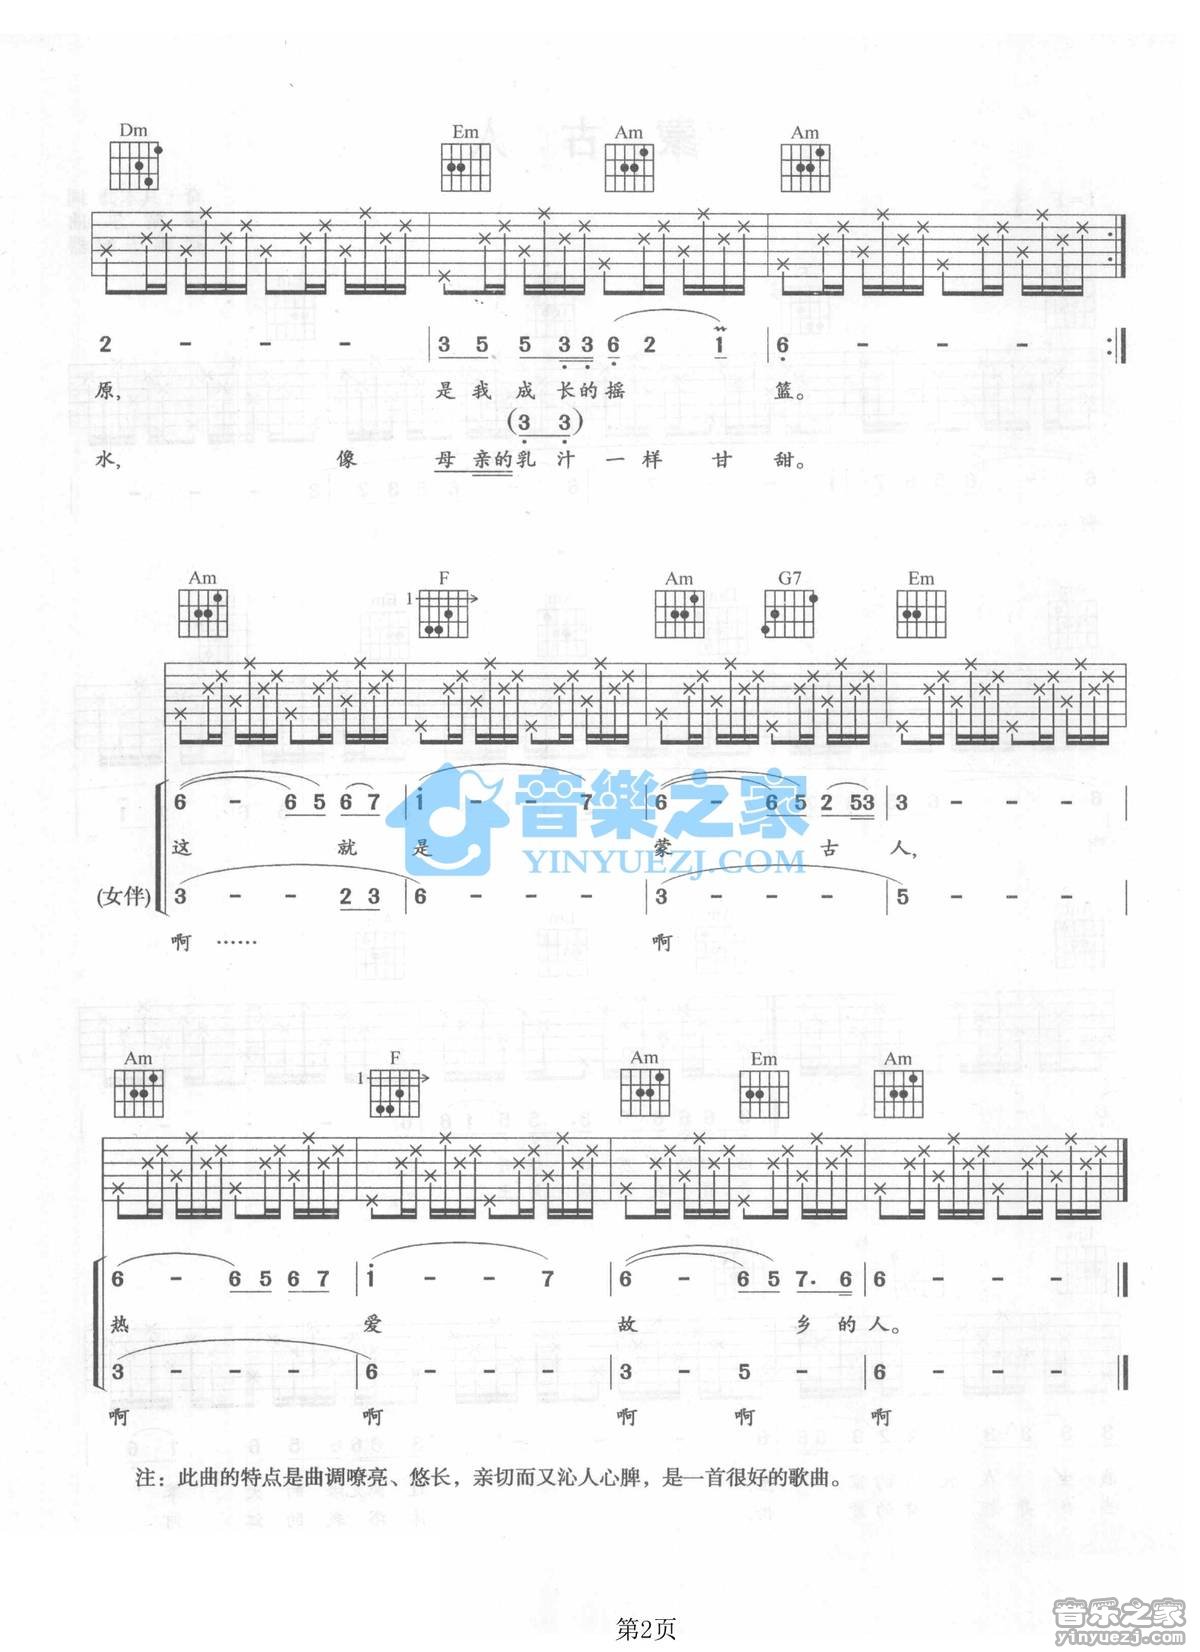 Dm Em Am Am
2 - - - 3 5 5 3 3 6 2 1 6 - - -
原， 是我成长的摇 篮。
(3 3)
水， 像 母亲的乳汁一样甘甜。
Am F Am G7 Em
1
6 - 6 5 6 7 i - - 7 6 - 6 5 2 5 3 3 - - -
这 就 是 蒙 古 人，
(女伴) 3 - - 2 3 6 - - - 3 - - - 5 - - -
啊 …… 啊
音樂之家
YINYUEZJ.COM
Am F Am Em Am
1
6 - 6 5 6 7 i - - 7 6 - 6 5 7. 6 6 - - -
热 爱 故 乡的人。
3 - - - 6 - - - 3 - 5 - 6 - - -
啊 啊 啊 啊 啊
注：此曲的特点是曲调嘹亮、悠长，亲切而又沁人心脾，是一首很好的歌曲。
第2页
音乐之家
yinyuezj.com